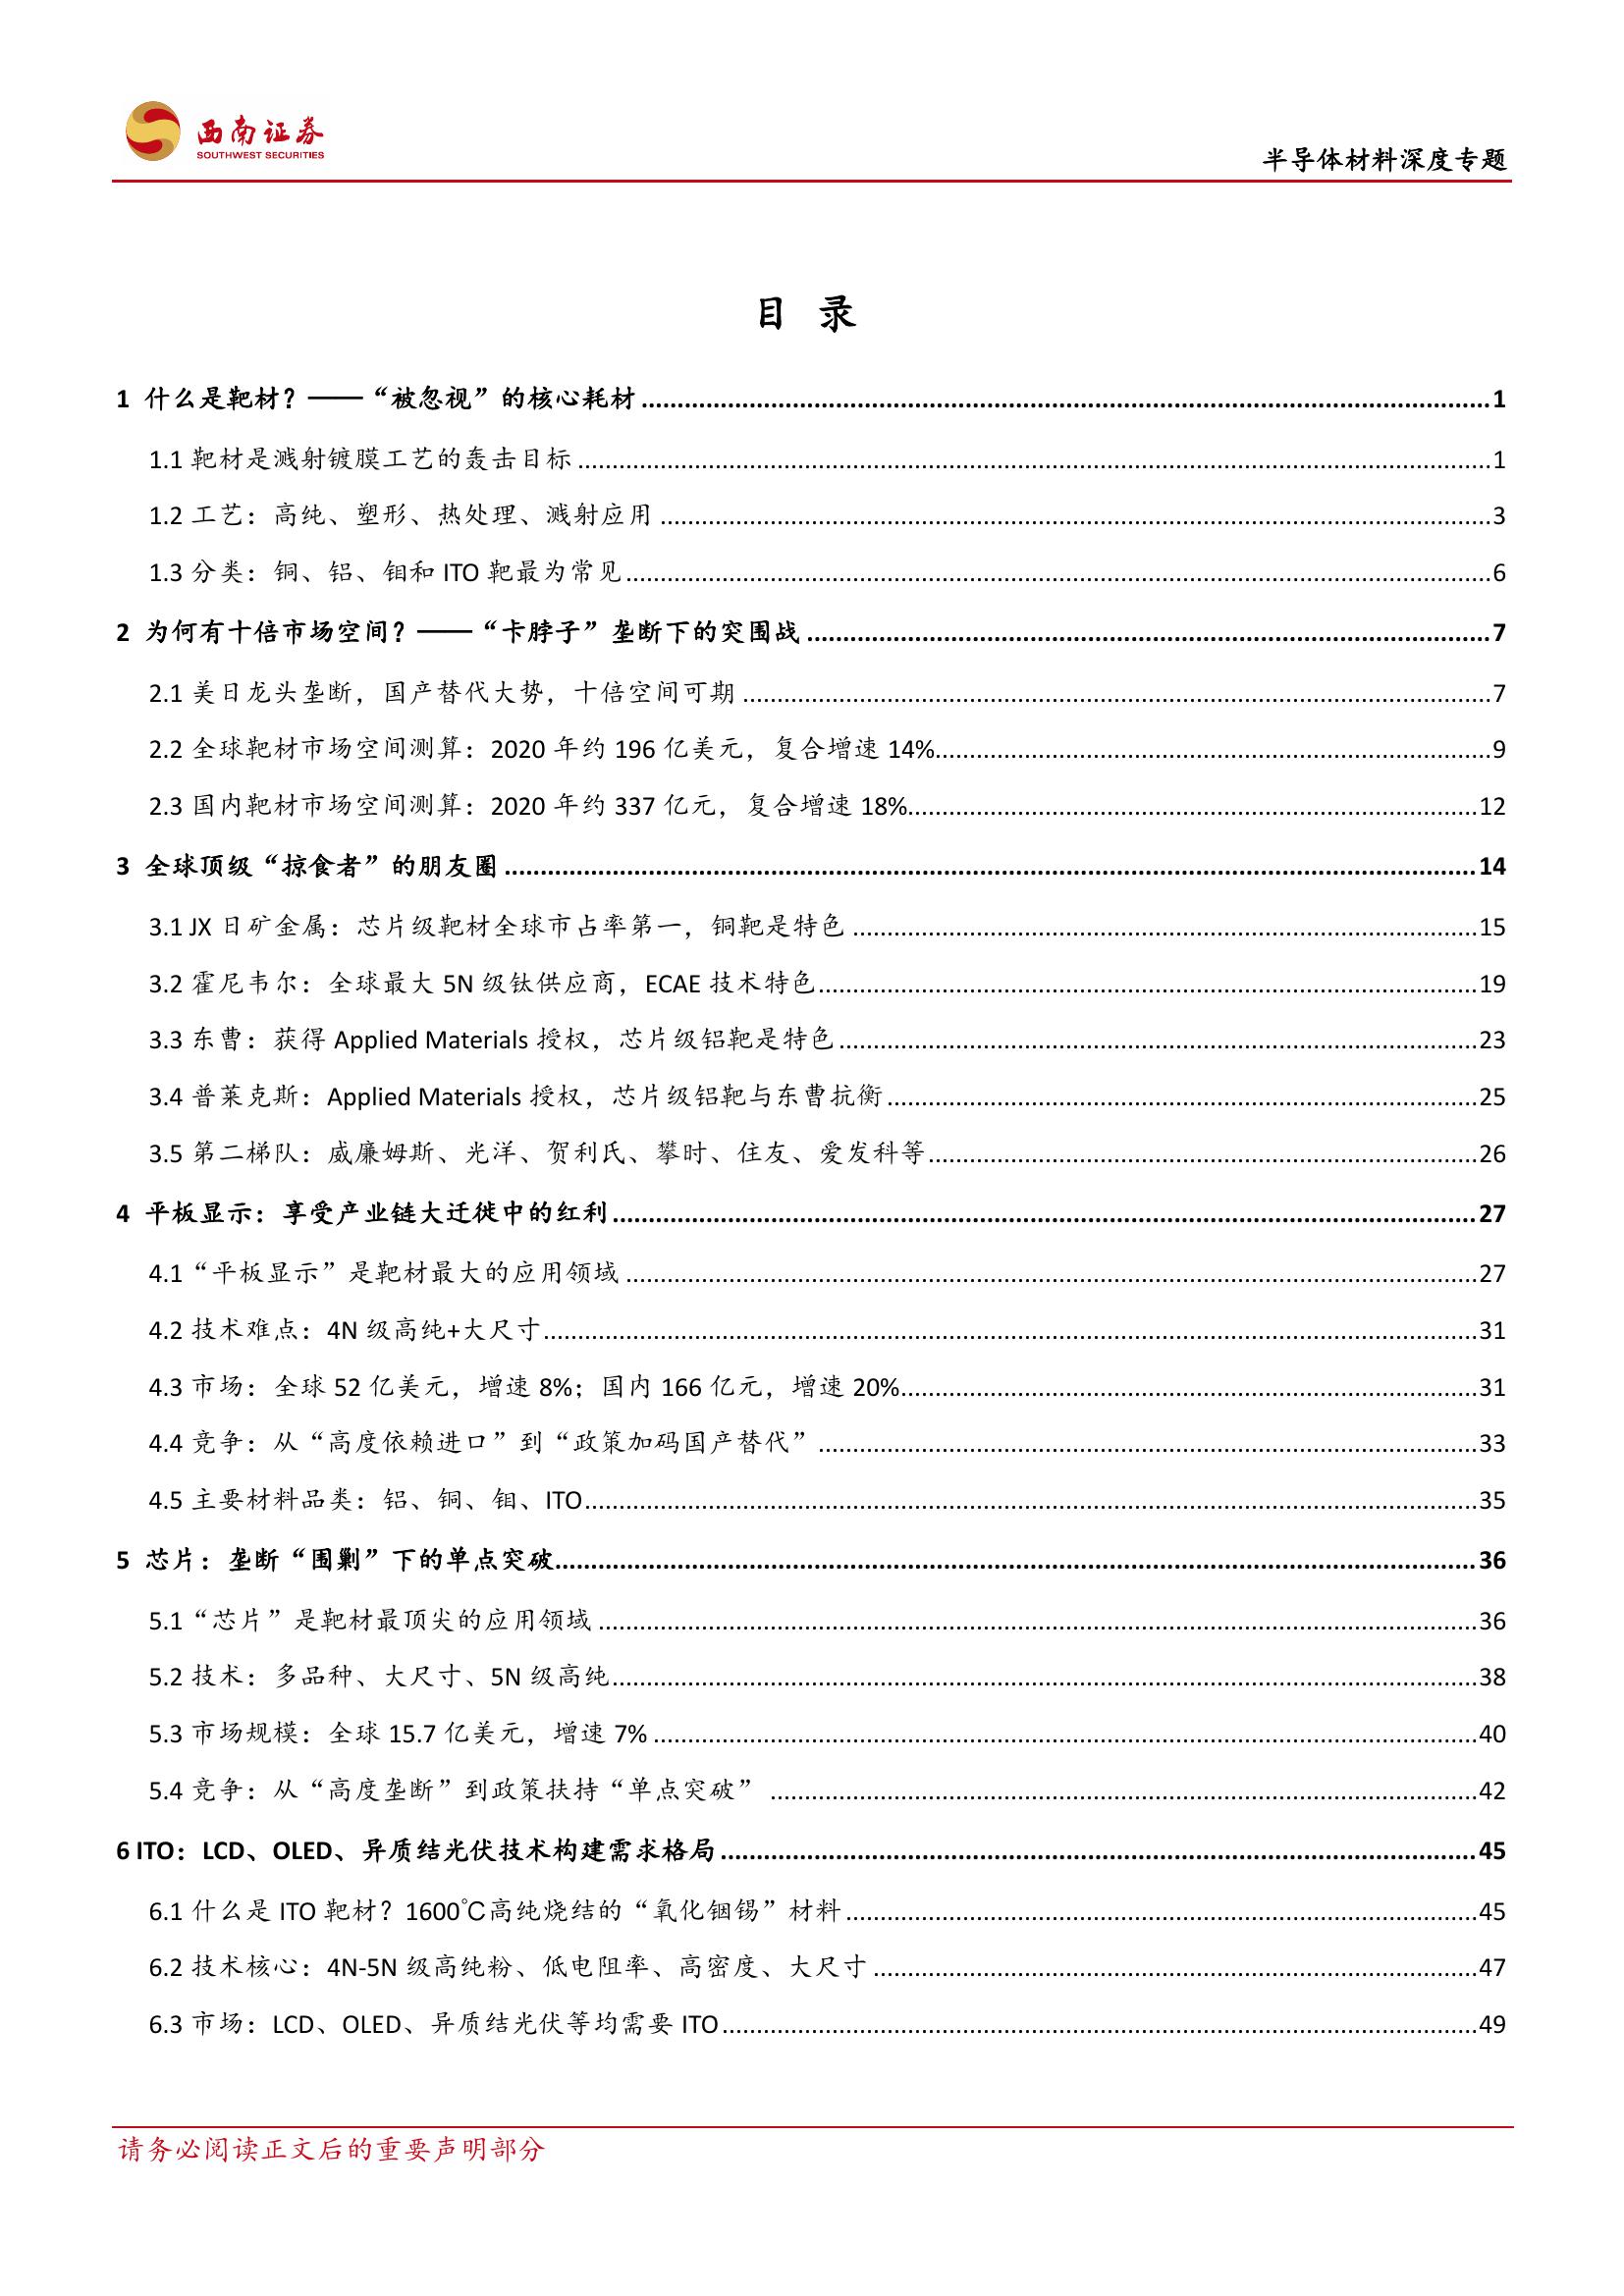 西南证券
SOUTHWEST SECURITIES
半导体材料深度专题
目 录
1 什么是靶材？——“被忽视”的核心耗材 1
1.1 靶材是溅射镀膜工艺的轰击目标 1
1.2 工艺：高纯、塑形、热处理、溅射应用 3
1.3 分类：铜、铝、钼和 ITO 靶最为常见 6
2 为何有十倍市场空间？——“卡脖子”垄断下的突围战 7
2.1 美日龙头垄断，国产替代大势，十倍空间可期 7
2.2 全球靶材市场空间测算：2020 年约 196 亿美元，复合增速 14% 9
2.3 国内靶材市场空间测算：2020 年约 337 亿元，复合增速 18% 12
3 全球顶级“掠食者”的朋友圈 14
3.1 JX 日矿金属：芯片级靶材全球市占率第一，铜靶是特色 15
3.2 霍尼韦尔：全球最大 5N 级钛供应商，ECAE 技术特色 19
3.3 东曹：获得 Applied Materials 授权，芯片级铝靶是特色 23
3.4 普莱克斯：Applied Materials 授权，芯片级铝靶与东曹抗衡 25
3.5 第二梯队：威廉姆斯、光洋、贺利氏、攀时、住友、爱发科等 26
4 平板显示：享受产业链大迁徙中的红利 27
4.1“平板显示”是靶材最大的应用领域 27
4.2 技术难点：4N 级高纯+大尺寸 31
4.3 市场：全球 52 亿美元，增速 8%；国内 166 亿元，增速 20% 31
4.4 竞争：从“高度依赖进口”到“政策加码国产替代” 33
4.5 主要材料品类：铝、铜、钼、ITO 35
5 芯片：垄断“围剿”下的单点突破 36
5.1“芯片”是靶材最顶尖的应用领域 36
5.2 技术：多品种、大尺寸、5N 级高纯 38
5.3 市场规模：全球 15.7 亿美元，增速 7% 40
5.4 竞争：从“高度垄断”到政策扶持“单点突破” 42
6 ITO：LCD、OLED、异质结光伏技术构建需求格局 45
6.1 什么是 ITO 靶材？1600℃高纯烧结的“氧化铟锡”材料 45
6.2 技术核心：4N-5N 级高纯粉、低电阻率、高密度、大尺寸 47
6.3 市场：LCD、OLED、异质结光伏等均需要 ITO 49
请务必阅读正文后的重要声明部分